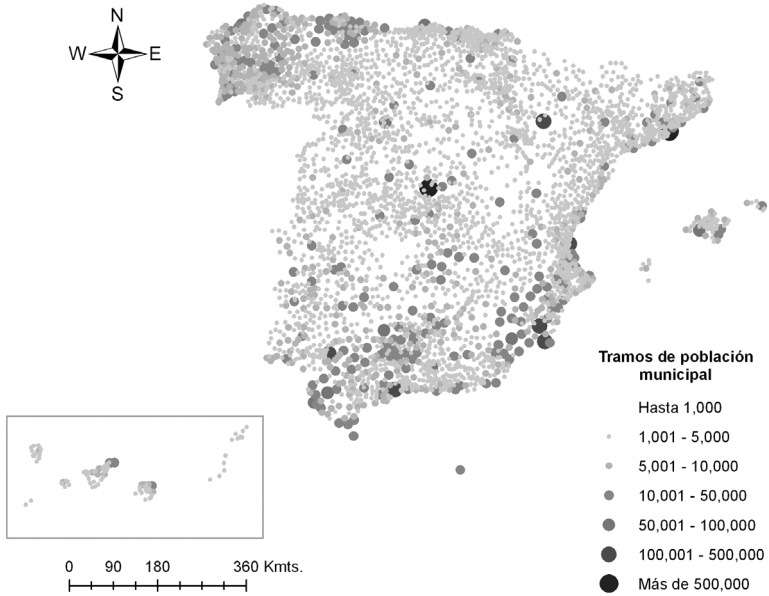 N
W E
S
Tramos de población
municipal
Hasta 1,000
1,001 - 5,000
5,001 - 10,000
10,001 - 50,000
50,001 - 100,000
100,001 - 500,000
Más de 500,000
0 90 180 360 Kmts.